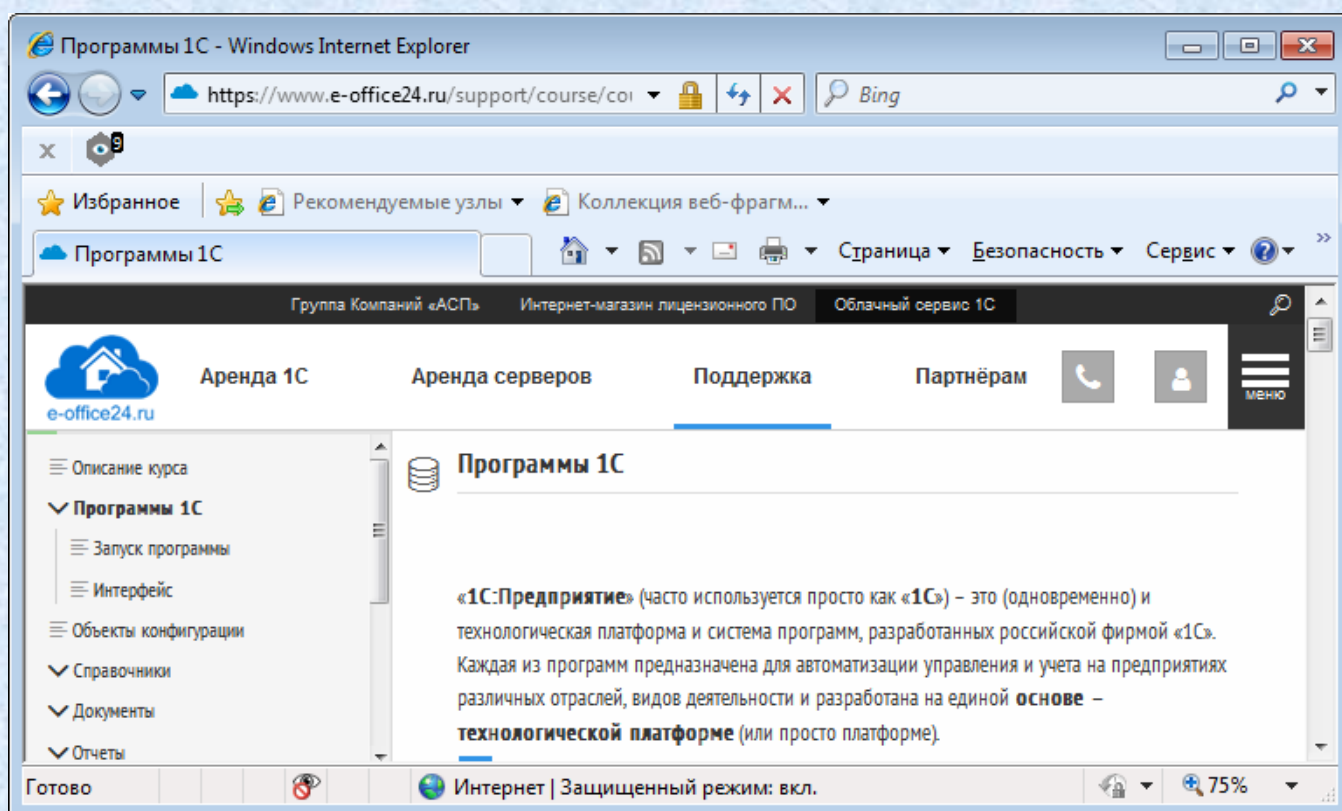 Программы 1С - Windows Internet Explorer
https://www.e-office24.ru/support/course/cou
Bing
x 9
Избранное Рекомендуемые узлы Коллекция веб-фрагм...
Программы 1С
Страница Безопасность Сервис »
Группа Компаний «АСП» Интернет-магазин лицензионного ПО Облачный сервис 1С
e-office24.ru
Аренда 1С Аренда серверов Поддержка Партнёрам
меню
Описание курса
Программы 1С
Запуск программы
Интерфейс
Объекты конфигурации
Справочники
Документы
Отчеты
Программы 1С
«1С:Предприятие» (часто используется просто как «1С») – это (одновременно) и
технологическая платформа и система программ, разработанных российской фирмой «1С».
Каждая из программ предназначена для автоматизации управления и учета на предприятиях
различных отраслей, видов деятельности и разработана на единой основе –
технологической платформе (или просто платформе).
Готово
Интернет | Защищенный режим: вкл.
75%